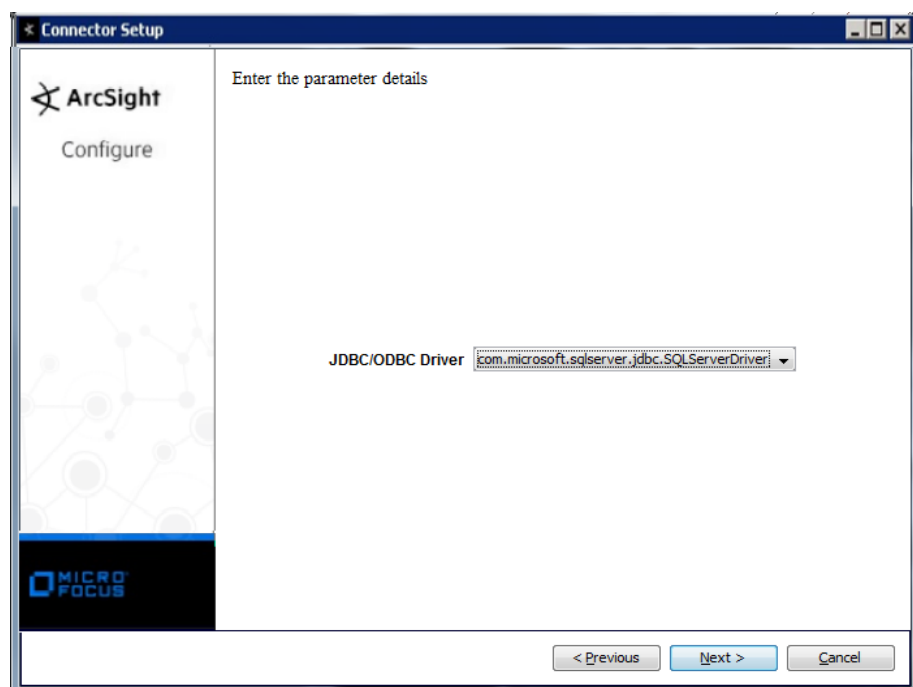 Connector Setup
ArcSight
Configure
Enter the parameter details
JDBC/ODBC Driver com.microsoft.sqlserver.jdbc.SQLServerDriver
MICRO
FOCUS
< Previous Next > Cancel